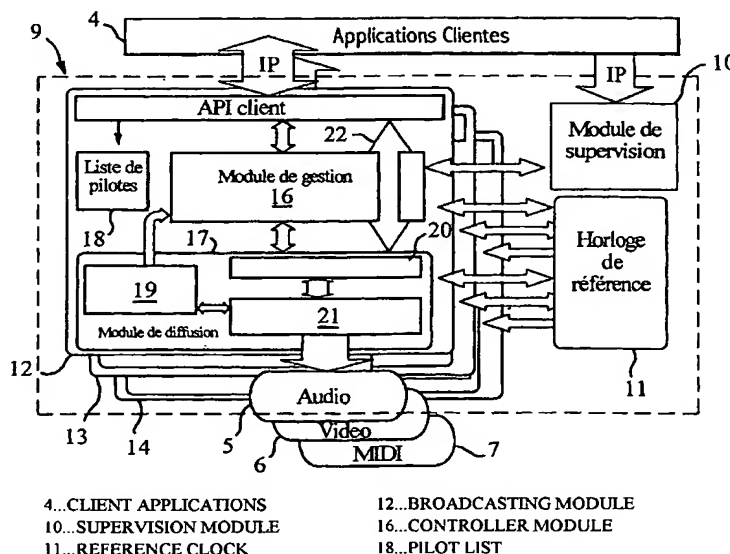 4
Applications Clientes
9
IP
IP
10
API client
22
Module de supervision
Liste de pilotes
Module de gestion
16
18
17
20
Horloge de référence
19
21
Module de diffusion
12
11
13
Audio
14
5
Video
6
MIDI
7
4...CLIENT APPLICATIONS
12...BROADCASTING MODULE
10...SUPERVISION MODULE
16...CONTROLLER MODULE
11...REFERENCE CLOCK
18...PILOT LIST